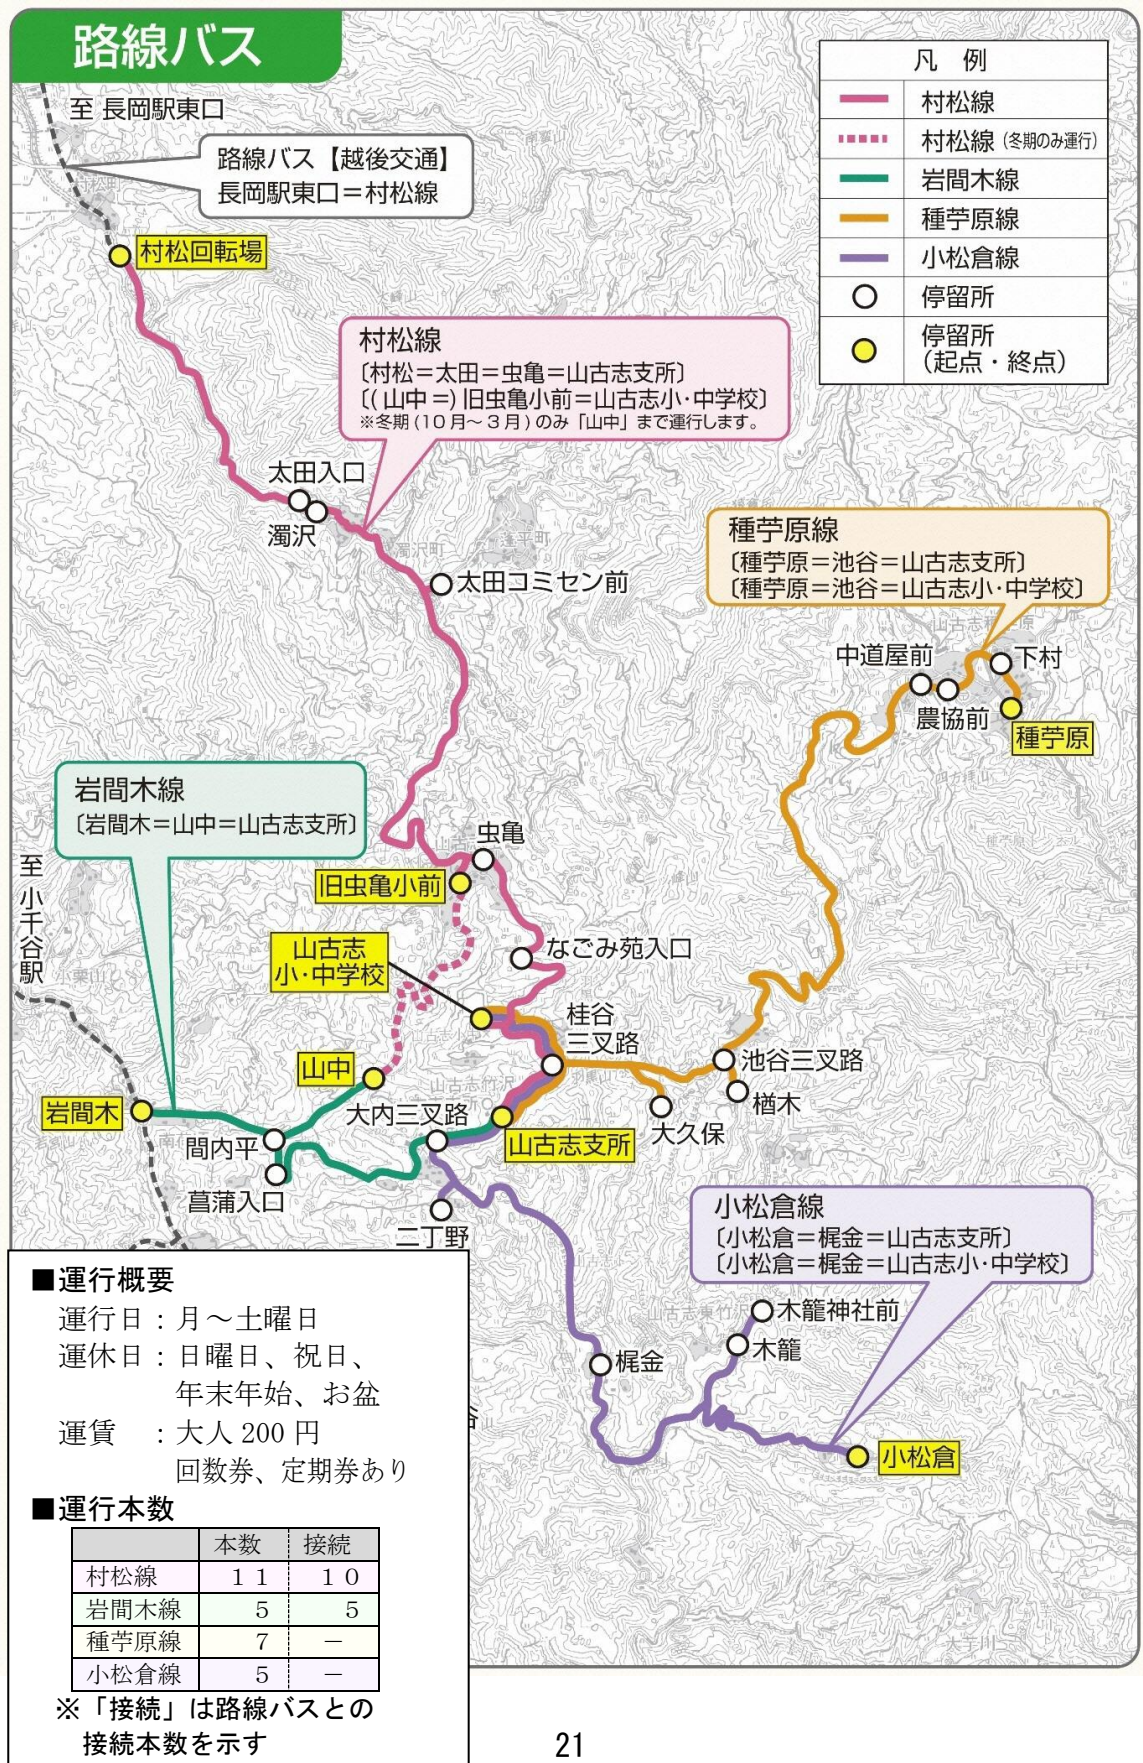 路線バス
至 長岡駅東口
路線バス【越後交通】
長岡駅東口＝村松線
凡 例
村松線
村松線 (冬期のみ運行)
岩間木線
種苧原線
小松倉線
停留所
停留所
(起点・終点)
村松回転場
村松線
〔村松＝太田＝虫亀＝山古志支所〕
〔(山中＝)旧虫亀小前＝山古志小・中学校〕
※冬期(10月～3月)のみ「山中」まで運行します。
太田入口
濁沢
濁沢町
太田コミセン前
種苧原線
〔種苧原＝池谷＝山古志支所〕
〔種苧原＝池谷＝山古志小・中学校〕
中道屋前
下村
農協前
種苧原
岩間木線
〔岩間木＝山中＝山古志支所〕
至 小千谷駅
虫亀
旧虫亀小前
山古志
小・中学校
なごみ苑入口
桂谷
三叉路
山中
池谷三叉路
楢木
大久保
山古志竹沢
大内三叉路
岩間木
間内平
山古志支所
菖蒲入口
二丁野
小松倉線
〔小松倉＝梶金＝山古志支所〕
〔小松倉＝梶金＝山古志小・中学校〕
山古志東竹沢
木籠神社前
木籠
梶金
小松倉
■運行概要
運行日：月～土曜日
運休日：日曜日、祝日、
年末年始、お盆
運賃 ：大人 200 円
回数券、定期券あり
■運行本数
本数 接続
村松線 １１ １０
岩間木線 5 5
種苧原線 7 －
小松倉線 5 －
※「接続」は路線バスとの
接続本数を示す
21